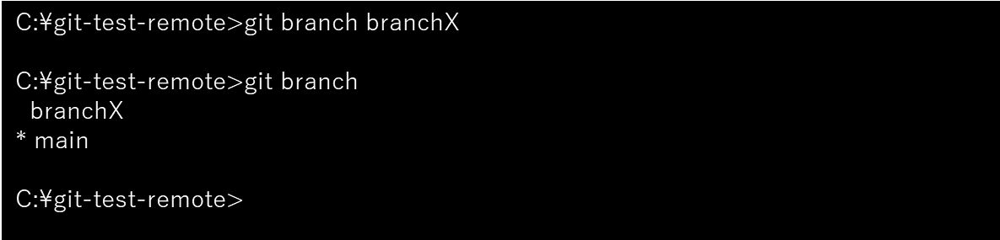 C:¥git-test-remote>git branch branchX
C:¥git-test-remote>git branch
branchX
* main
C:¥git-test-remote>